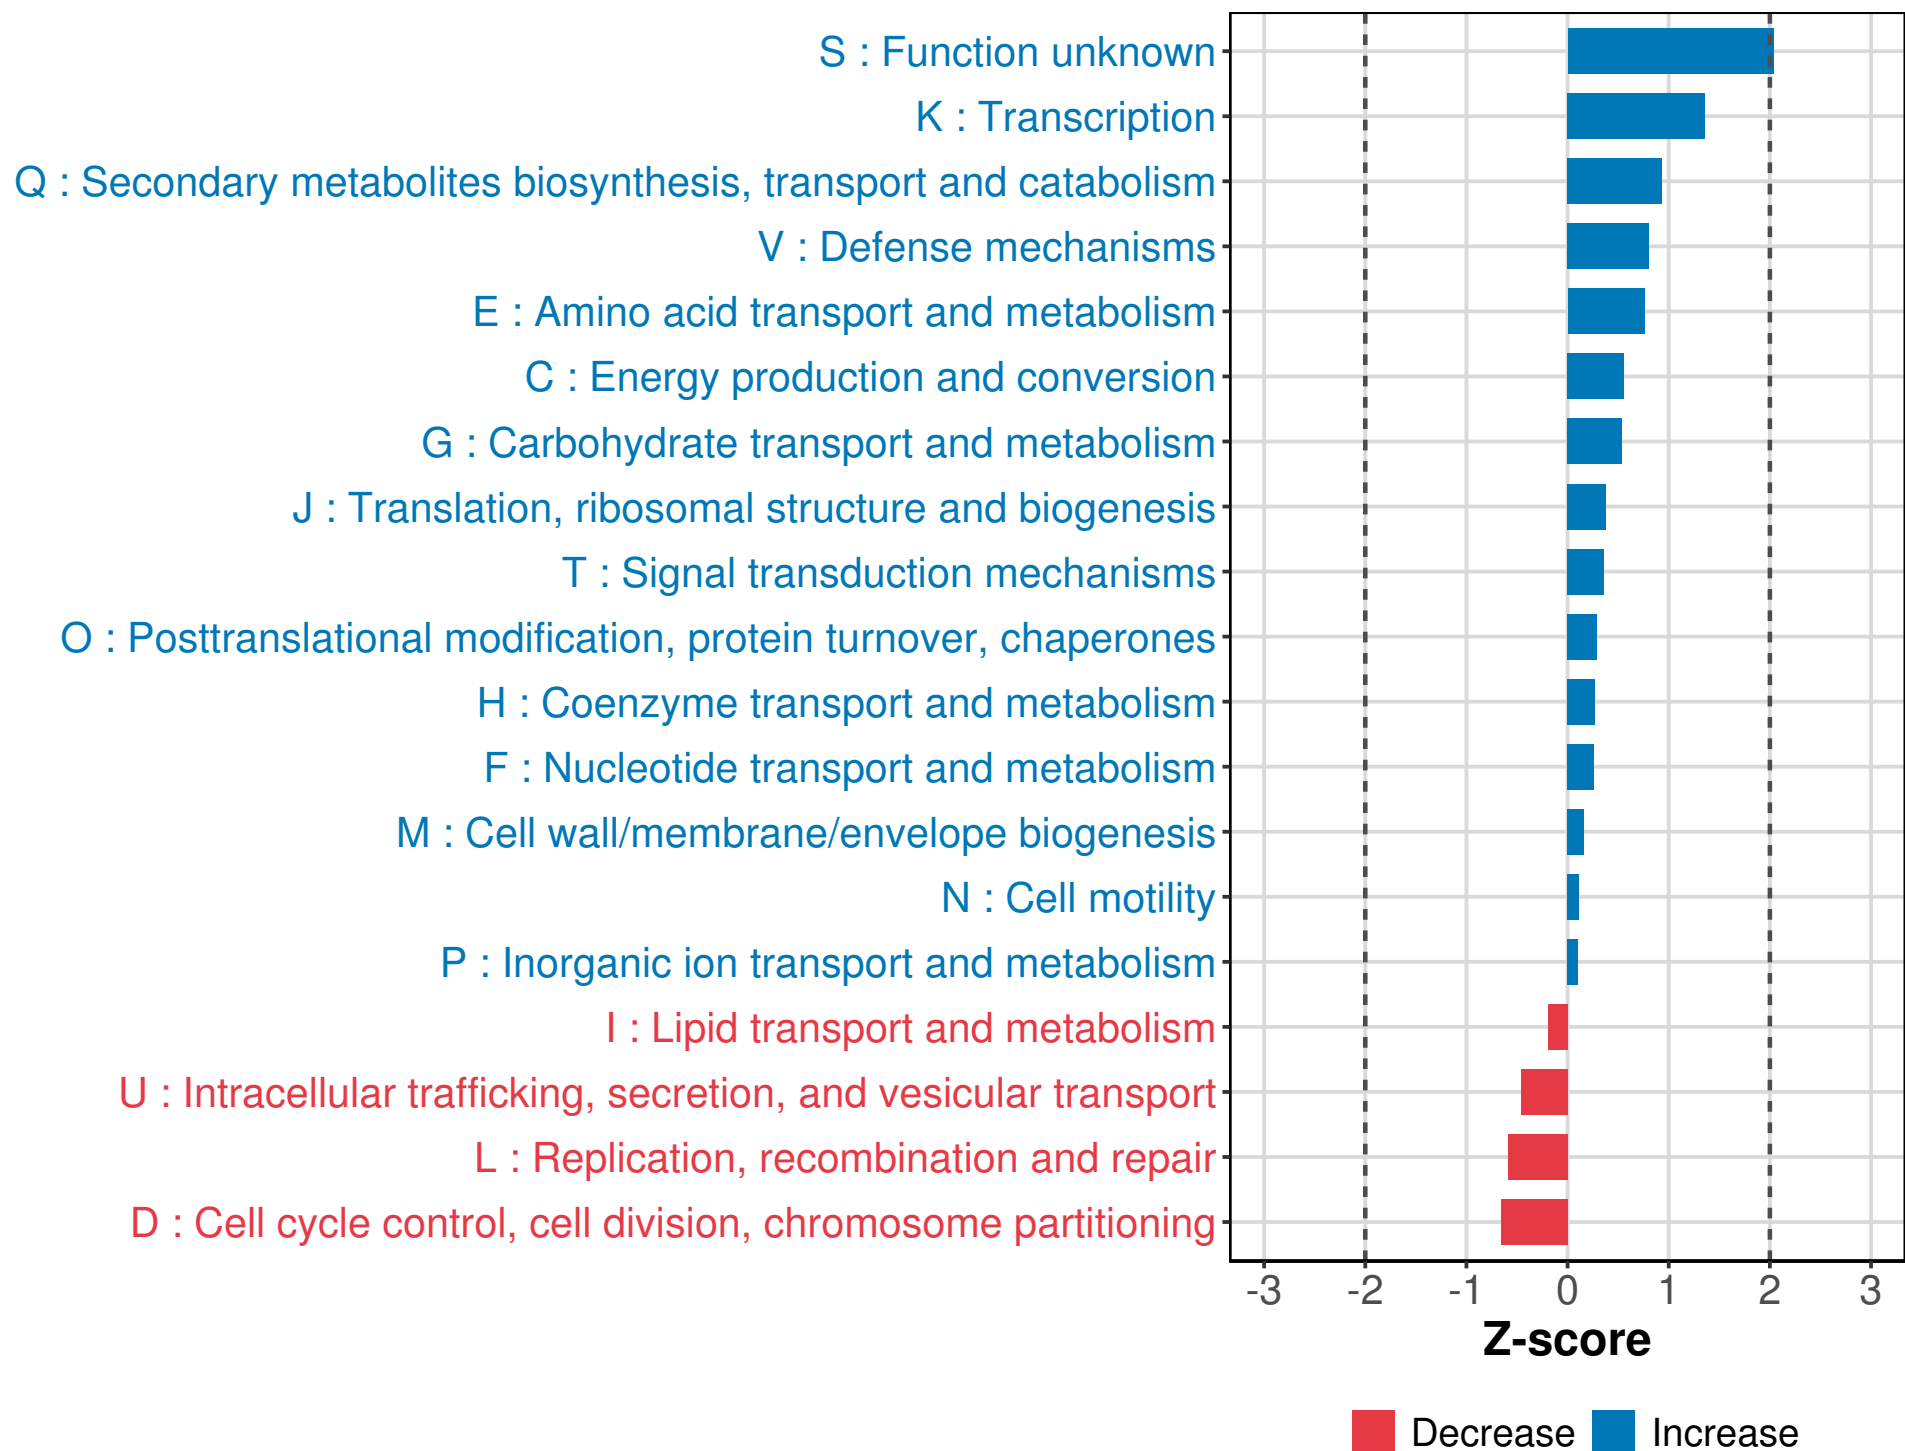 S : Function unknown
K : Transcription
Q : Secondary metabolites biosynthesis, transport and catabolism
V : Defense mechanisms
E : Amino acid transport and metabolism
C : Energy production and conversion
G : Carbohydrate transport and metabolism
J : Translation, ribosomal structure and biogenesis
T : Signal transduction mechanisms
O : Posttranslational modification, protein turnover, chaperones
H : Coenzyme transport and metabolism
F : Nucleotide transport and metabolism
M : Cell wall/membrane/envelope biogenesis
N : Cell motility
P : Inorganic ion transport and metabolism
I : Lipid transport and metabolism
U : Intracellular trafficking, secretion, and vesicular transport
L : Replication, recombination and repair
D : Cell cycle control, cell division, chromosome partitioning
-3 -2 -1 0 1 2 3
Z-score
Decrease Increase